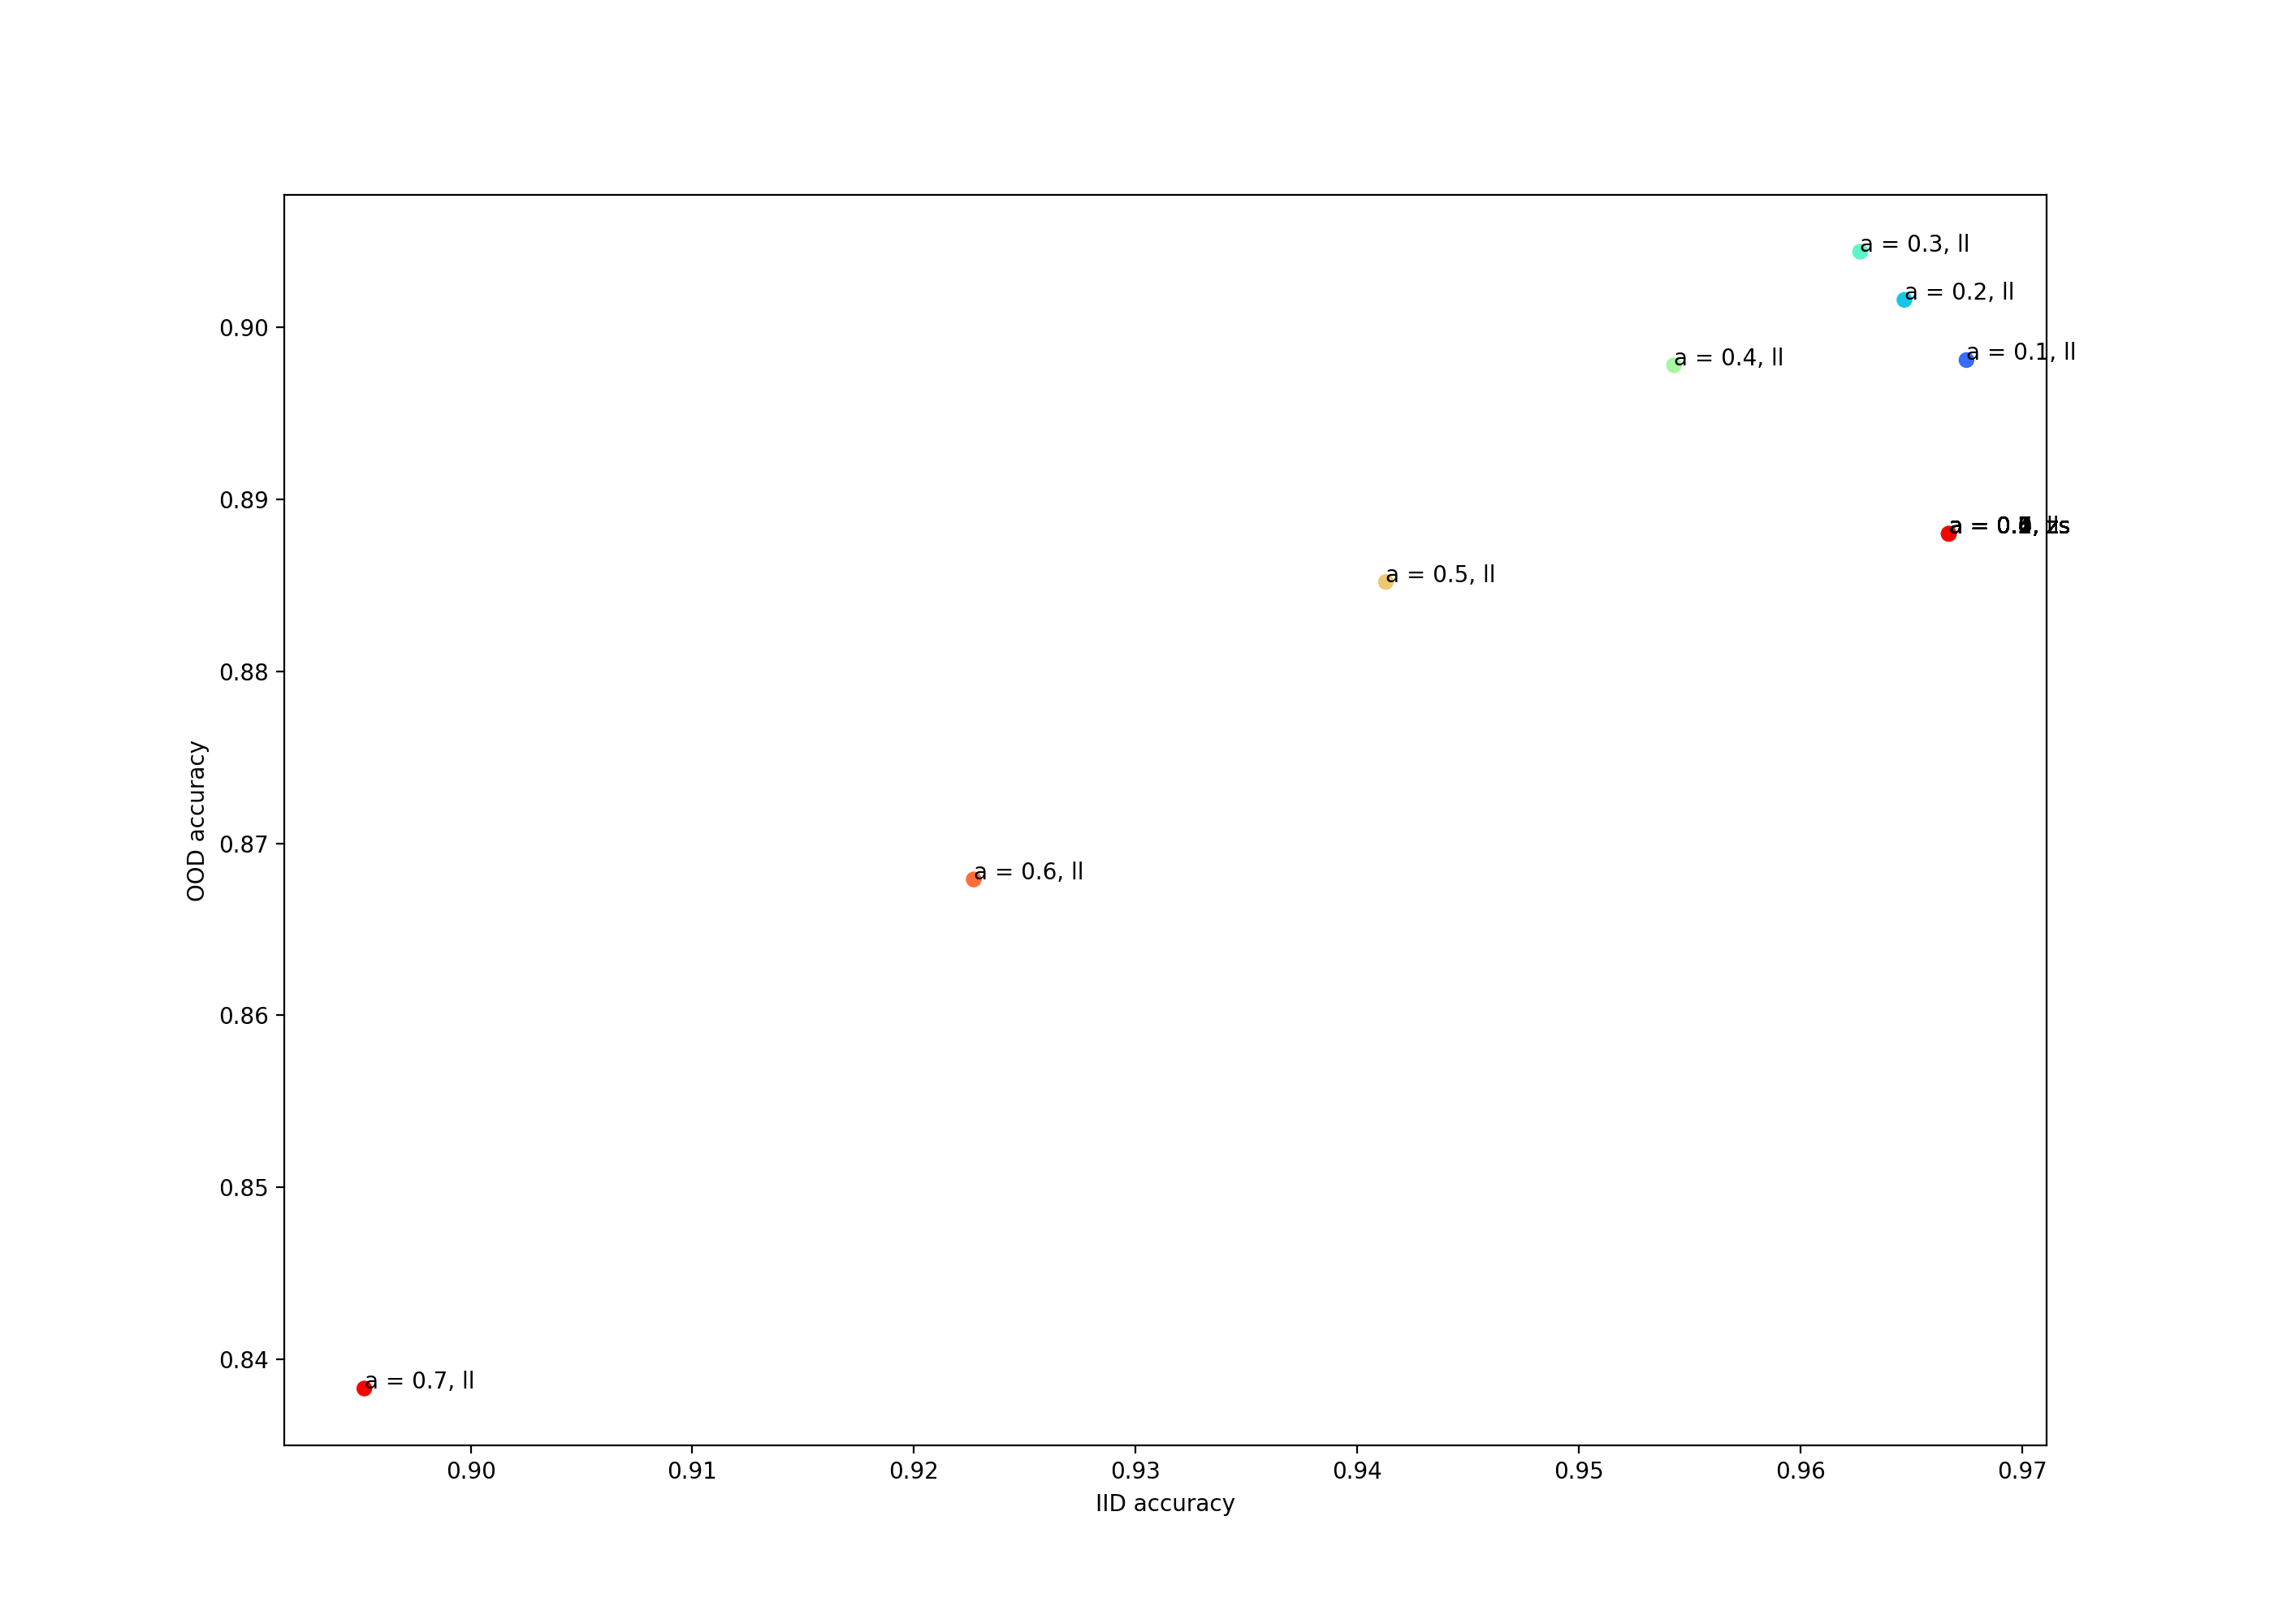 a = 0.3, ll
a = 0.2, ll
0.90
a = 0.4, ll
a = 0.1, ll
0.89
a = 0.5, ll
0.88
0.87
a = 0.6, ll
OOD accuracy
0.86
0.85
0.84
a = 0.7, ll
0.90 0.91 0.92 0.93 0.94 0.95 0.96 0.97
IID accuracy